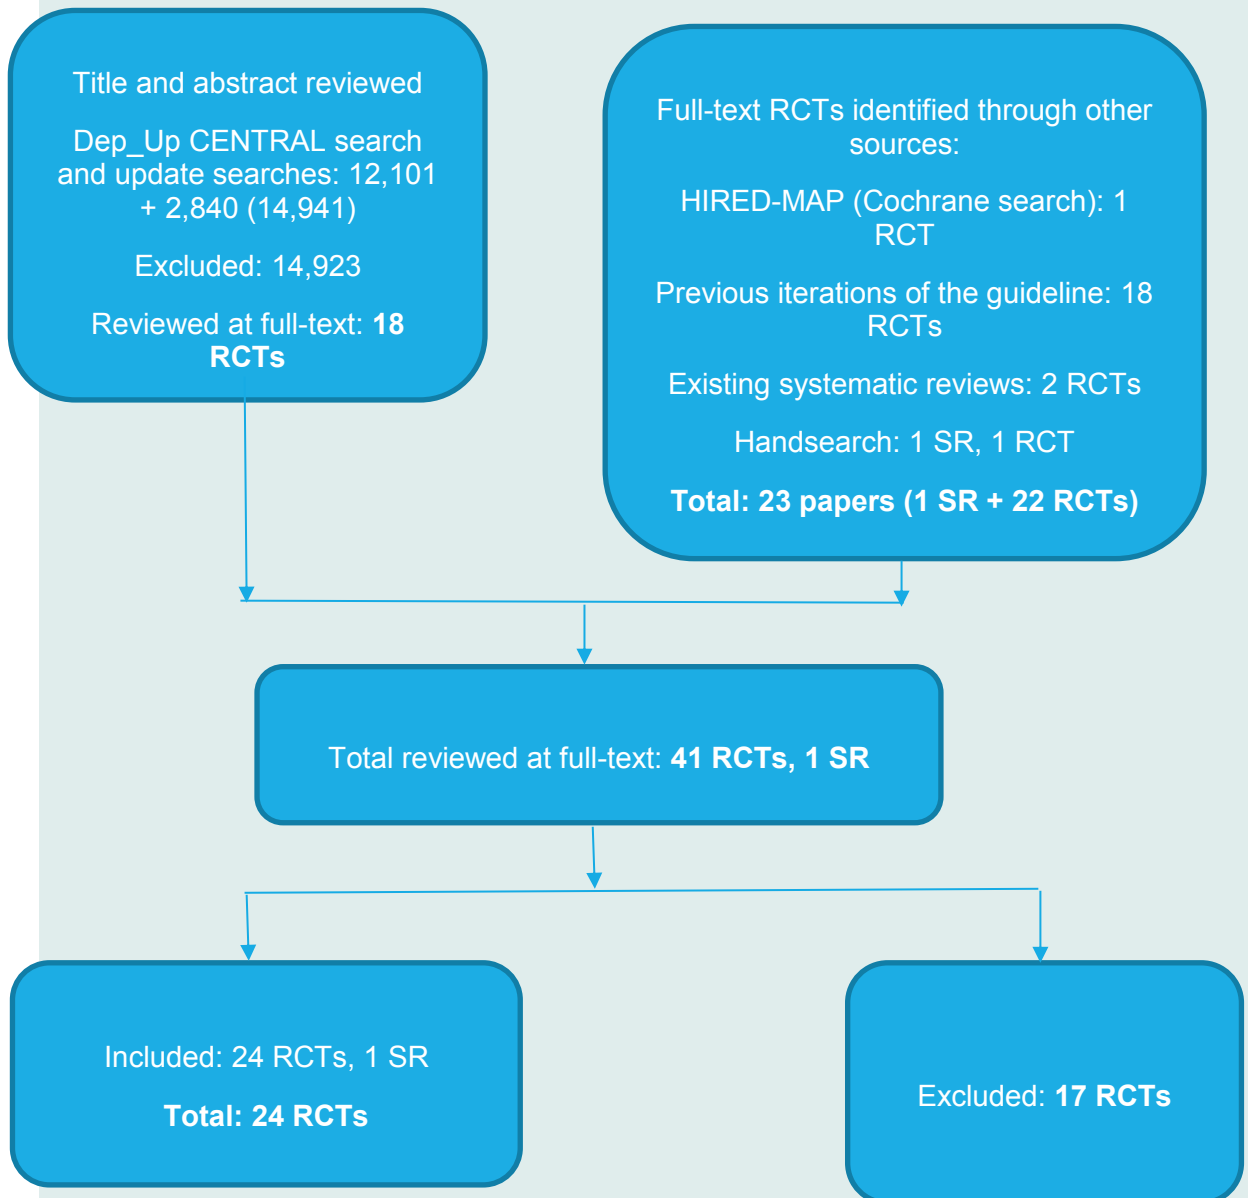 Title and abstract reviewed
Dep_Up CENTRAL search
and update searches: 12,101
+ 2,840 (14,941)
Excluded: 14,923
Reviewed at full-text: 18
RCTs
Full-text RCTs identified through other
sources:
HIRED-MAP (Cochrane search): 1
RCT
Previous iterations of the guideline: 18
RCTs
Existing systematic reviews: 2 RCTs
Handsearch: 1 SR, 1 RCT
Total: 23 papers (1 SR + 22 RCTs)
Total reviewed at full-text: 41 RCTs, 1 SR
Included: 24 RCTs, 1 SR
Total: 24 RCTs
Excluded: 17 RCTs